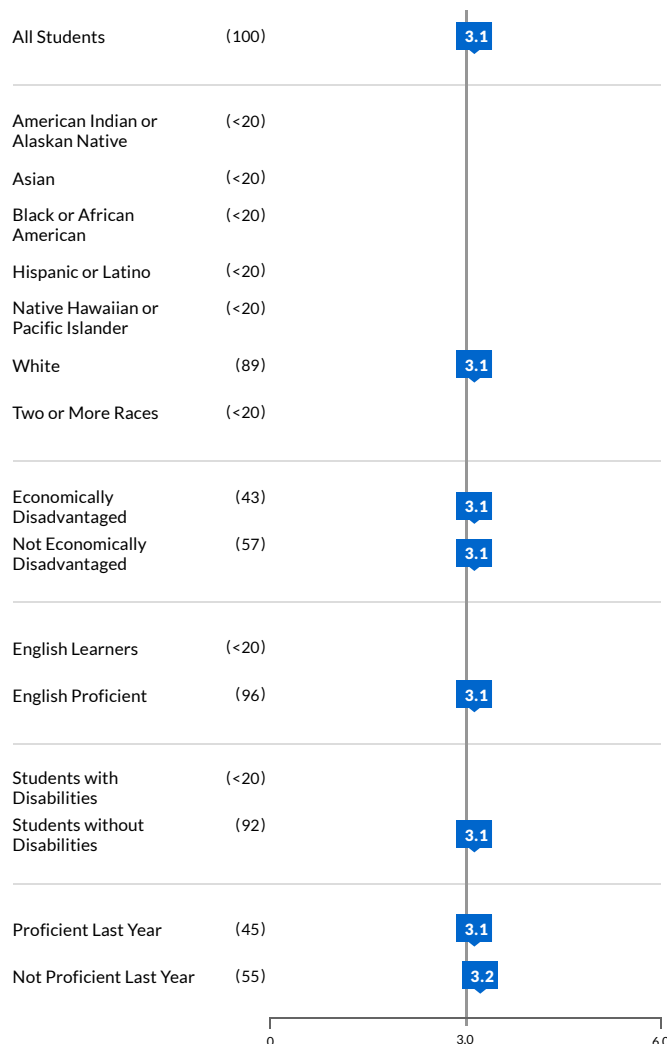 All Students (100) 3.1
American Indian or (<20)
Alaskan Native
Asian (<20)
Black or African (<20)
American
Hispanic or Latino (<20)
Native Hawaiian or (<20)
Pacific Islander
White (89) 3.1
Two or More Races (<20)
Economically (43) 3.1
Disadvantaged
Not Economically (57) 3.1
Disadvantaged
English Learners (<20)
English Proficient (96) 3.1
Students with (<20)
Disabilities
Students without (92) 3.1
Disabilities
Proficient Last Year (45) 3.1
Not Proficient Last Year (55) 3.2
0 3.0 6.0